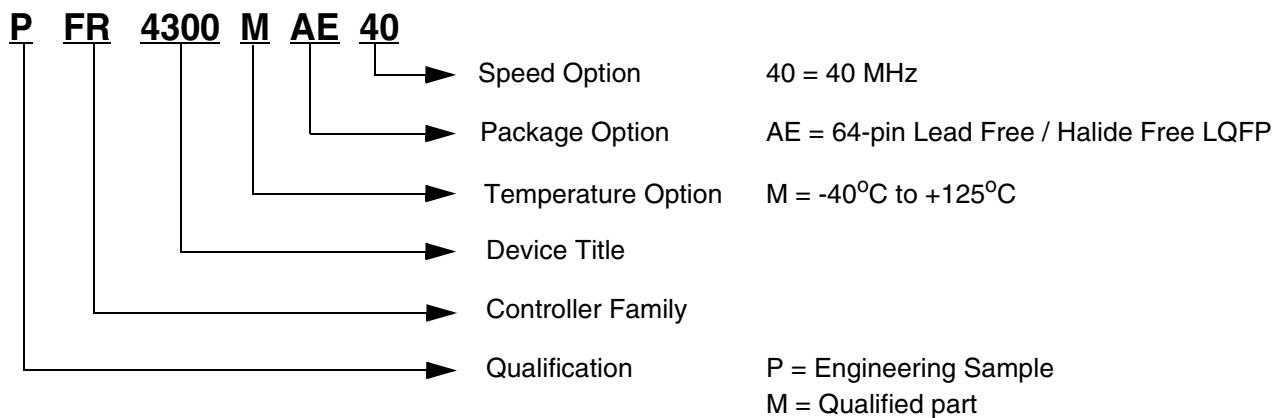 P FR 4300 M AE 40
Speed Option 40 = 40 MHz
Package Option AE = 64-pin Lead Free / Halide Free LQFP
Temperature Option M = -40°C to +125°C
Device Title
Controller Family
Qualification P = Engineering Sample
M = Qualified part